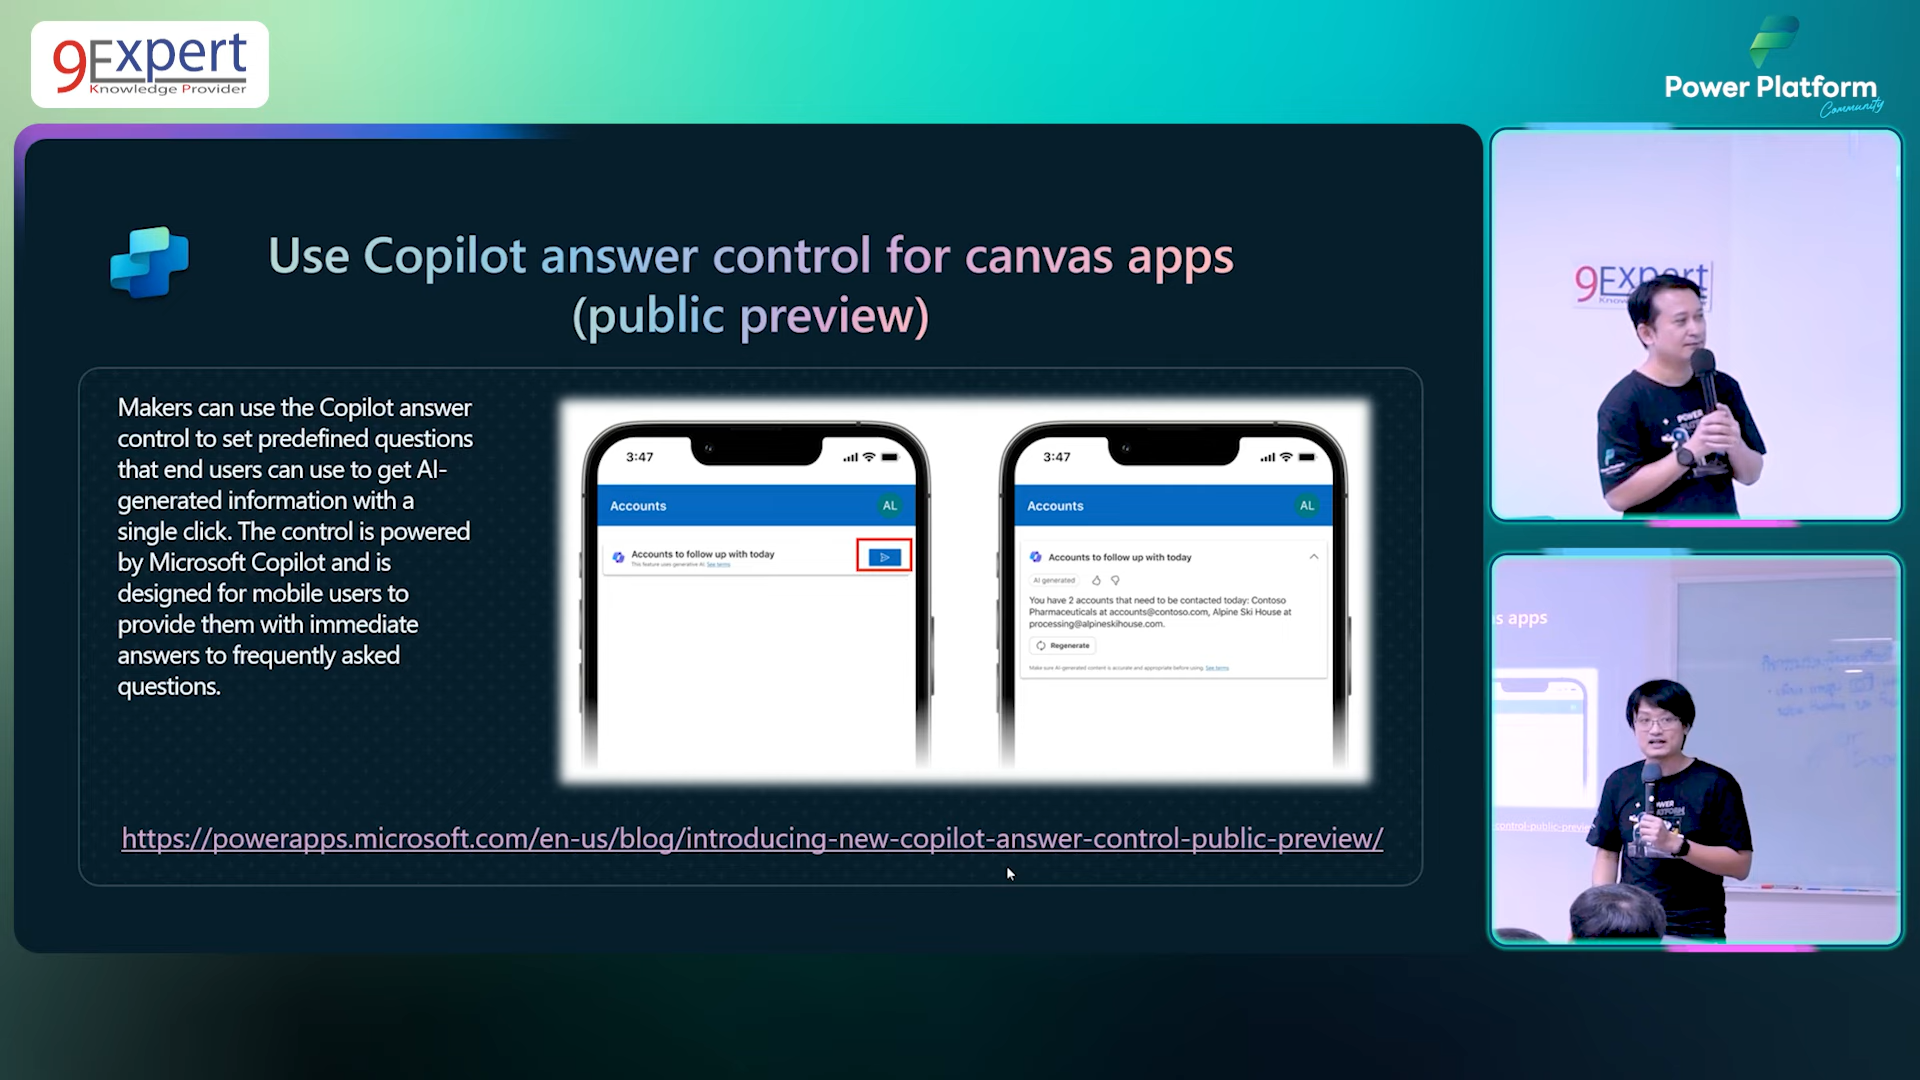 9Expert
Knowledge Provider
Power Platform
Community
Use Copilot answer control for canvas apps
(public preview)
Makers can use the Copilot answer
control to set predefined questions
that end users can use to get AI-
generated information with a
single click. The control is powered
by Microsoft Copilot and is
designed for mobile users to
provide them with immediate
answers to frequently asked
questions.
3:47
Accounts
AL
Accounts to follow up with today
This feature uses generative AI. See terms
3:47
Accounts
AL
Accounts to follow up with today
AI generated
You have 2 accounts that need to be contacted today: Contoso
Pharmaceuticals at accounts@contoso.com, Alpine Ski House at
processing@alpineskihouse.com.
Regenerate
Make sure AI-generated content is accurate and appropriate before using. See terms
https://powerapps.microsoft.com/en-us/blog/introducing-new-copilot-answer-control-public-preview/
9Expert
POWER
s apps
control-public-previe